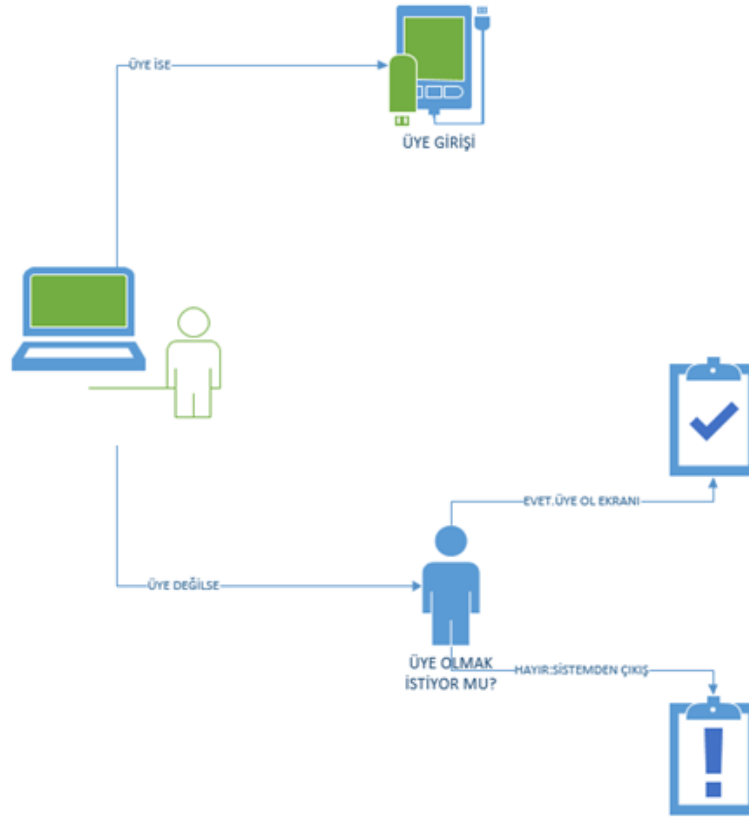 ÜYE İSE
ÜYE GİRİŞİ
EVET.ÜYE OL EKRANI
ÜYE DEĞİLSE
ÜYE OLMAK
İSTİYOR MU?
HAYIR:SİSTEMDEN ÇIKIŞ